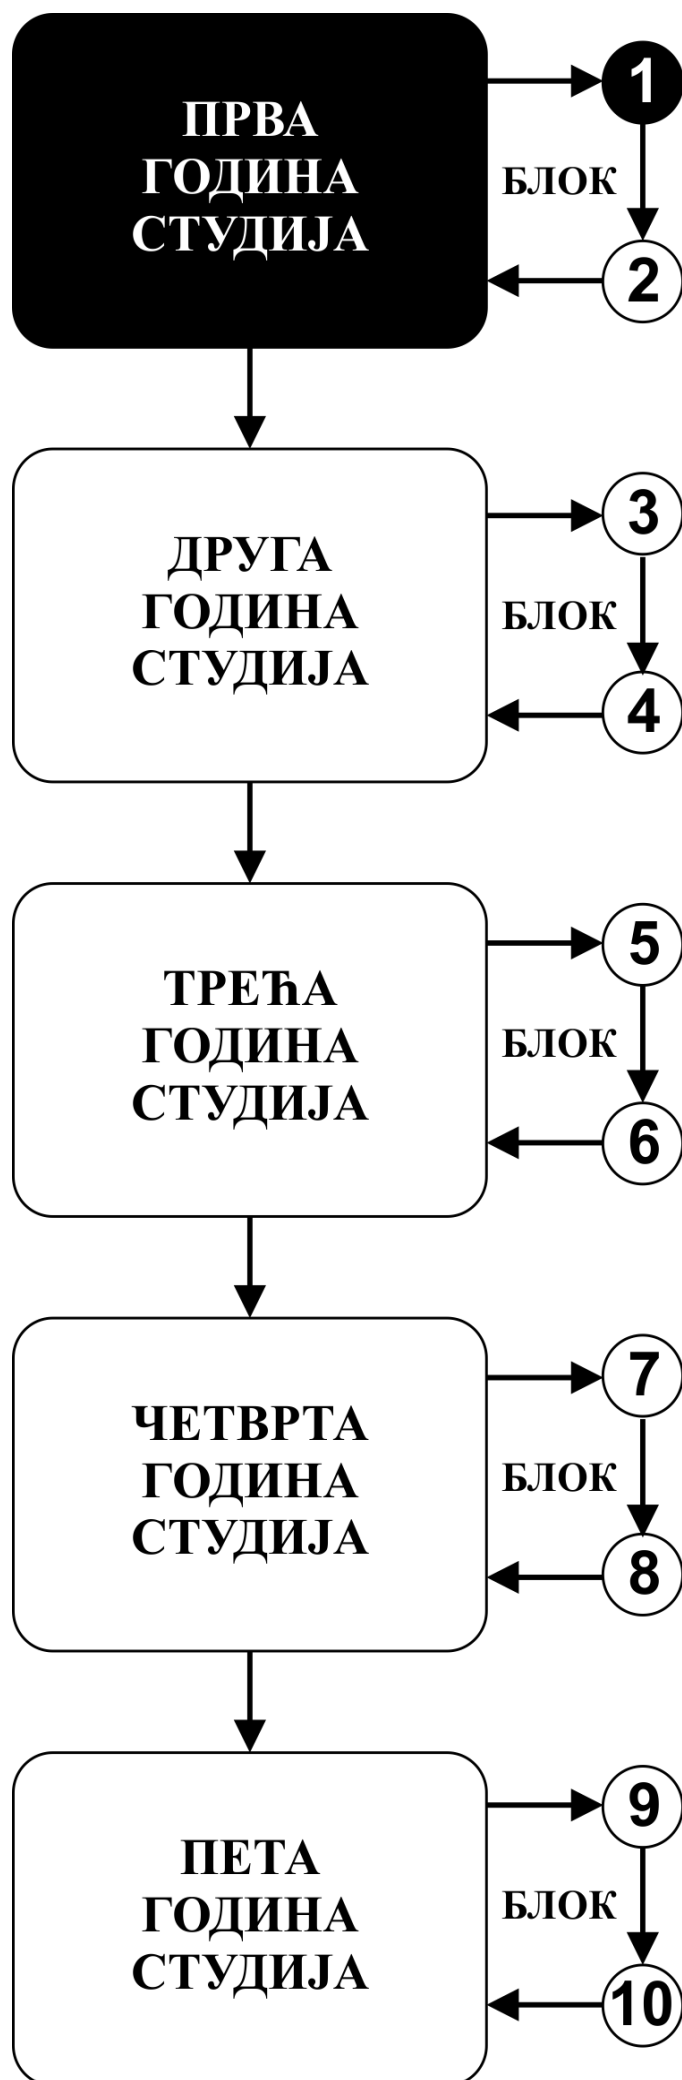 ПРВА
ГОДИНА
СТУДИЈА
1
БЛОК
2
ДРУГА
ГОДИНА
СТУДИЈА
3
БЛОК
4
ТРЕЋА
ГОДИНА
СТУДИЈА
5
БЛОК
6
ЧЕТВРТА
ГОДИНА
СТУДИЈА
7
БЛОК
8
ПЕТА
ГОДИНА
СТУДИЈА
9
БЛОК
10